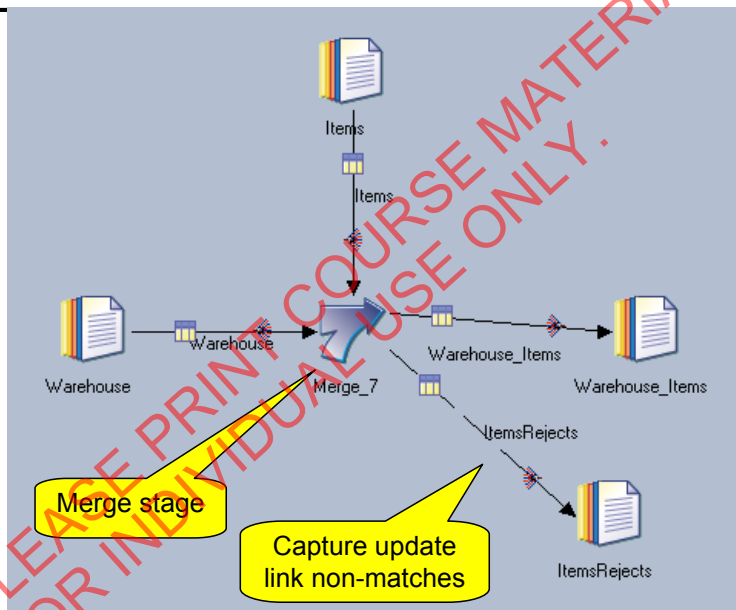 Items
Items
Warehouse
Warehouse
Merge_7
Warehouse_Items
Warehouse_Items
ItemsRejects
ItemsRejects
Merge stage
Capture update
link non-matches
PLEASE PRINT COURSE MATERIA
FOR INDIVIDUAL USE ONLY.